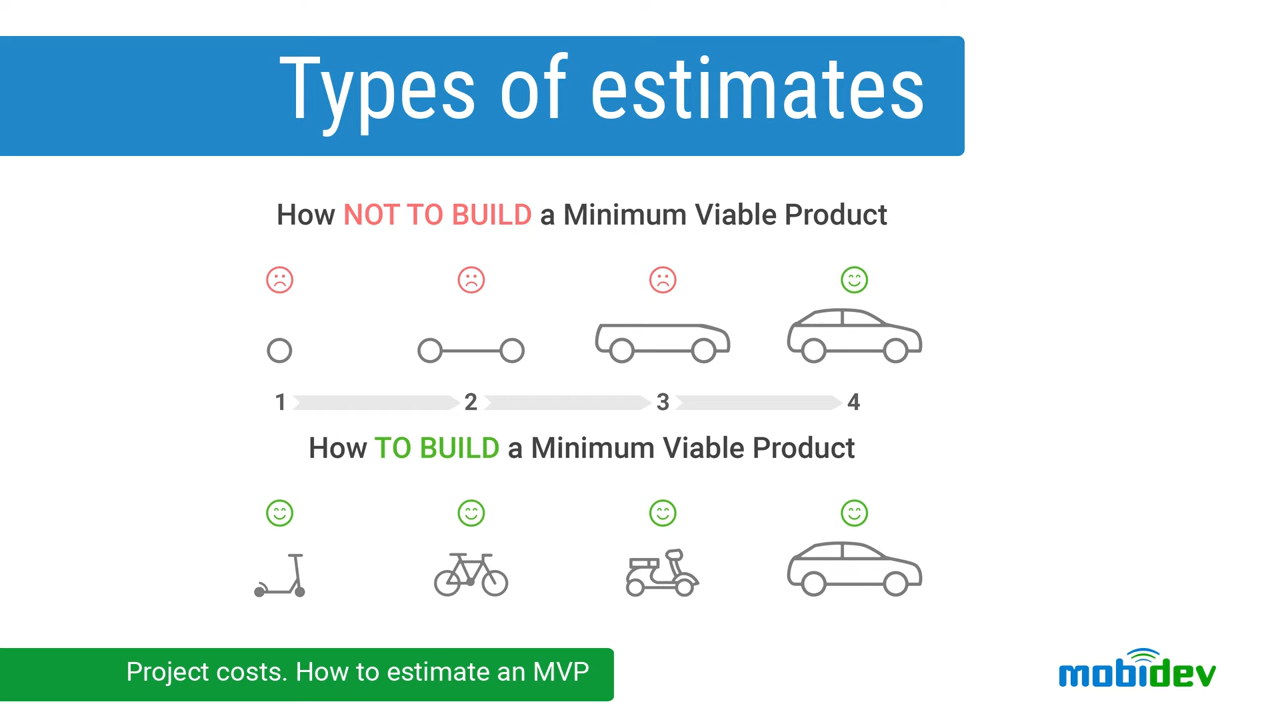 Types of estimates
How NOT TO BUILD a Minimum Viable Product
1 2 3 4
How TO BUILD a Minimum Viable Product
Project costs. How to estimate an MVP
mobidev